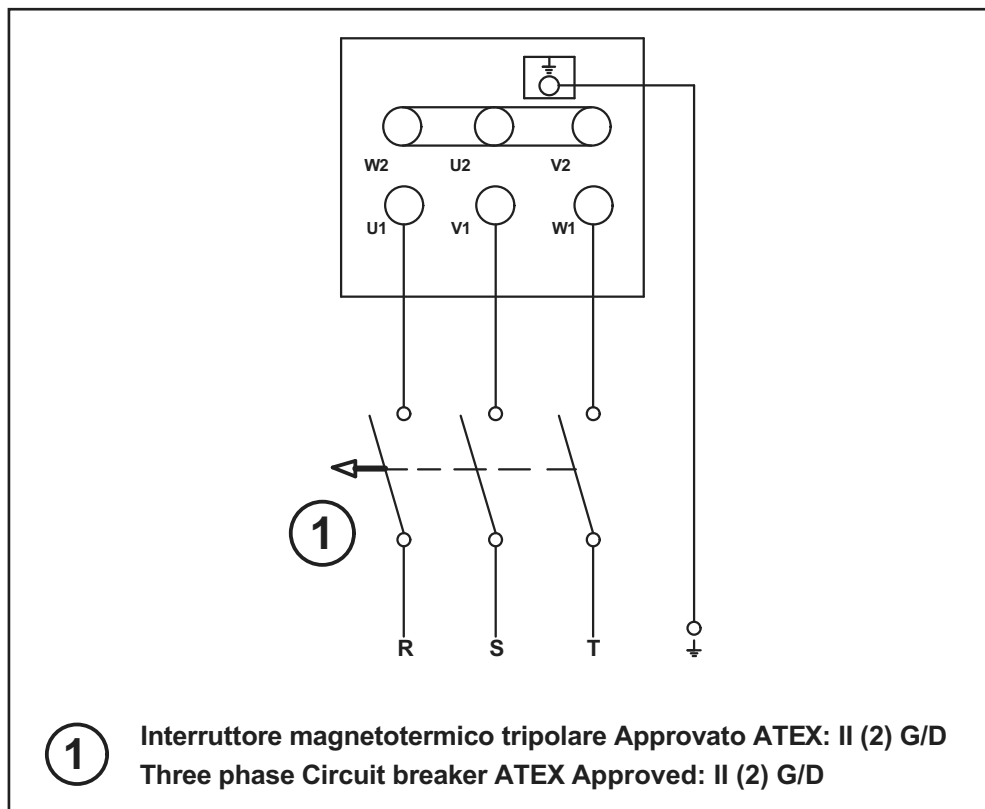 W2 U2 V2
U1 V1 W1
1
R S T
1
Interruttore magnetotermico tripolare Approvato ATEX: II (2) G/D
Three phase Circuit breaker ATEX Approved: II (2) G/D